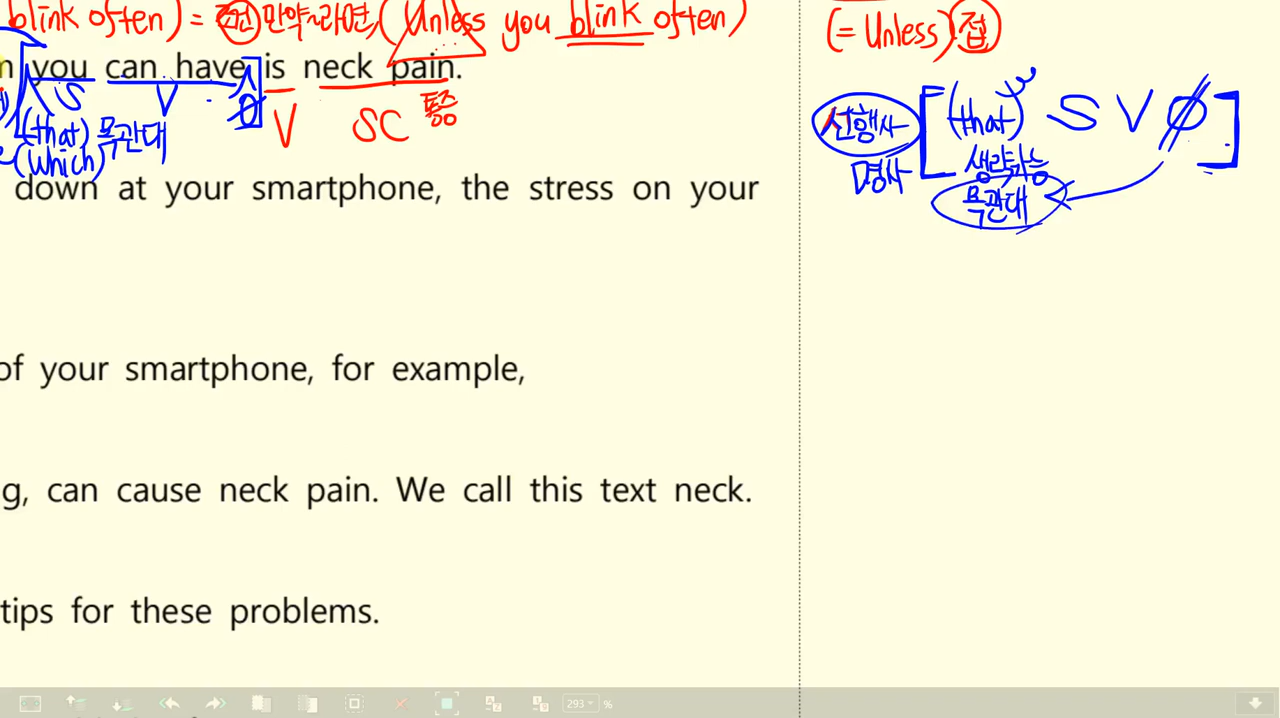 blink often) = 만약~라면, (Unless you blink often)
(= Unless) 접
n you can have is neck pain.
S V O V SC 통증
(that) 목관대
(which)
선행사 [(that) S V O]
명사 생략가능
목관대
down at your smartphone, the stress on your
of your smartphone, for example,
g, can cause neck pain. We call this text neck.
tips for these problems.
293 %